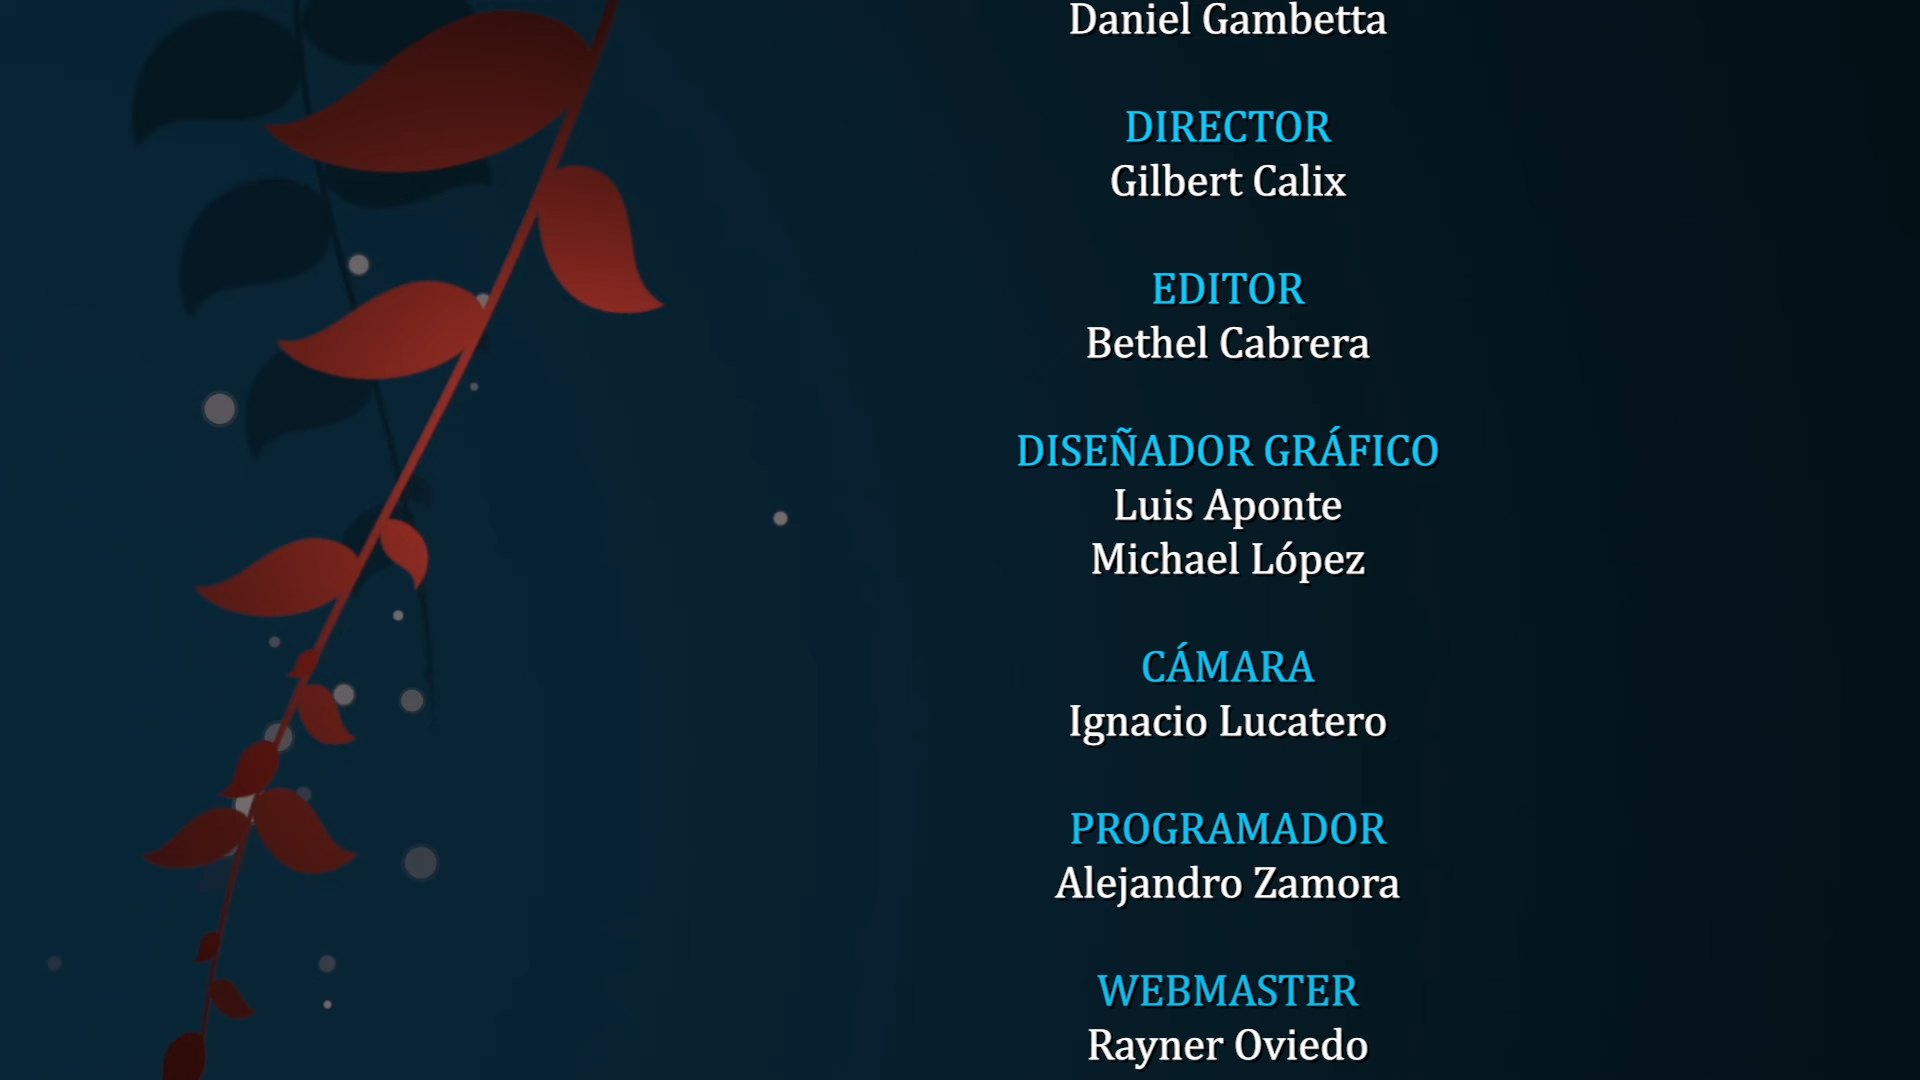 Daniel Gambetta
DIRECTOR
Gilbert Calix
EDITOR
Bethel Cabrera
DISEÑADOR GRÁFICO
Luis Aponte
Michael López
CÁMARA
Ignacio Lucatero
PROGRAMADOR
Alejandro Zamora
WEBMASTER
Rayner Oviedo